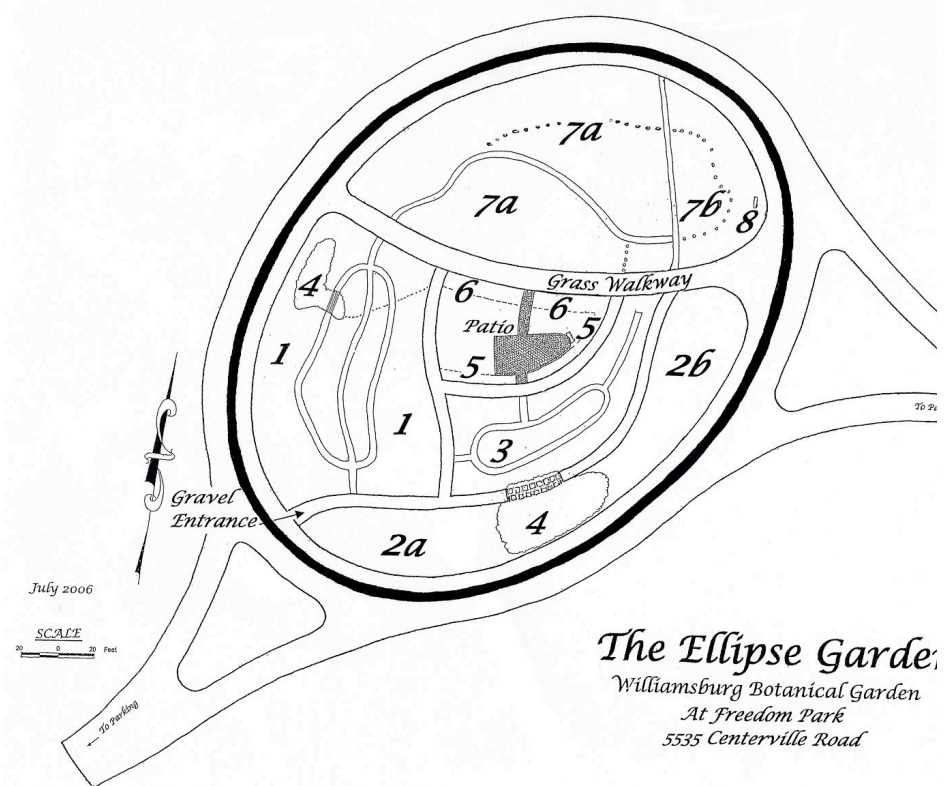 7a
7a
7b
8
4
6
Grass Walkway
6
Patio
5
5
1
2b
1
3
Gravel
Entrance
4
2a
July 2006
SCALE
20 0 20 Feet
The Ellipse Garde
Williamsburg Botanical Garden
At Freedom Park
5535 Centerville Road
To Parking
To Pa